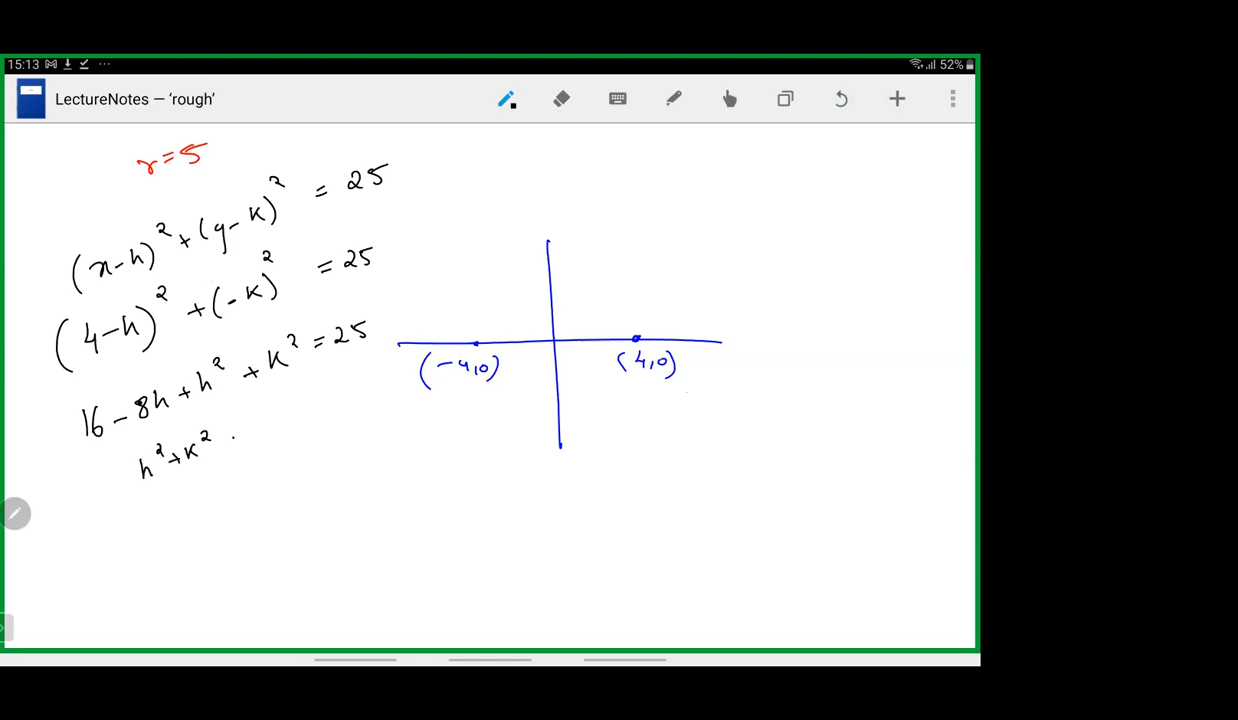 15:13 52%
LectureNotes — ‘rough’
r=5
(x-h)² + (y-k)² = 25
(4-h)² + (-k)² = 25
16 - 8h + h² + k² = 25
h² + k²
(-4,0) (4,0)